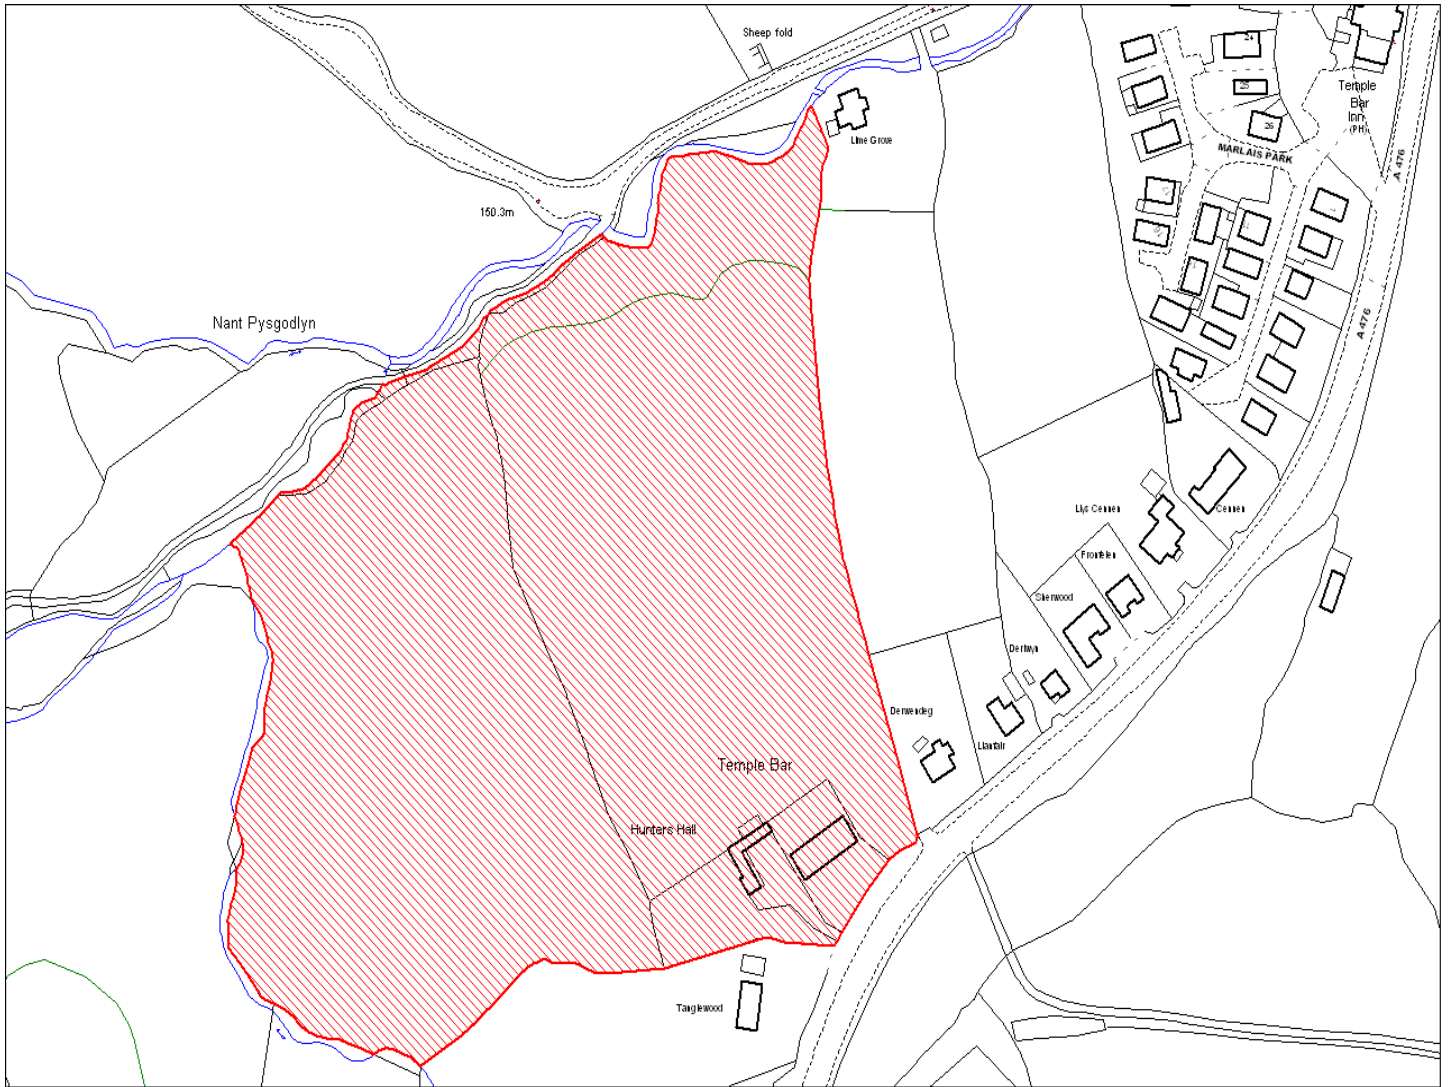 Sheep fold
24
25
26
Temple
Bar
Inn
(PH)
Lime Grove
MARLAIS PARK
A 476
150.3m
Nant Pysgodlyn
A 476
Llys Cennen
Cennen
Fronfelen
Sherwood
Derlwyn
Derwendeg
Llanfair
Temple Bar
Hunters Hall
Tanglewood